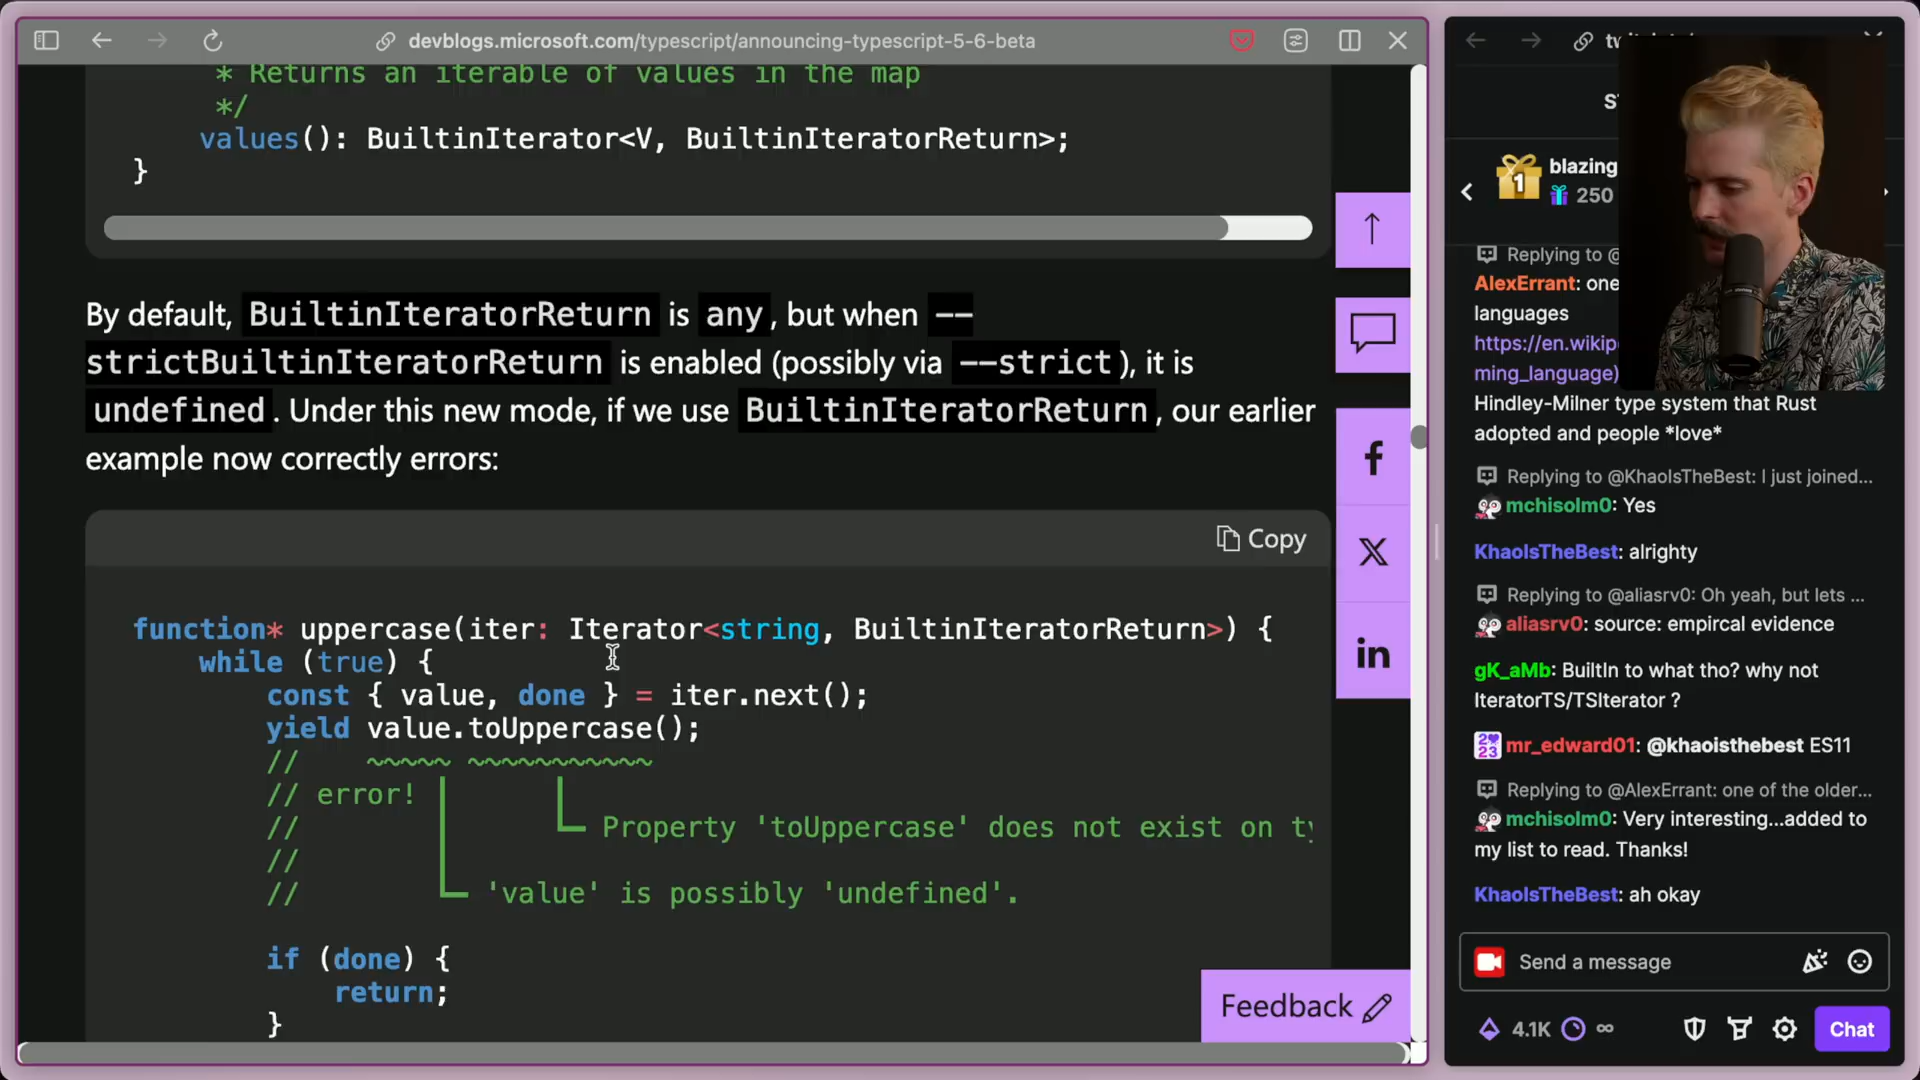 devblogs.microsoft.com/typescript/announcing-typescript-5-6-beta
* Returns an iterable of values in the map
*/
values(): BuiltinIterator<V, BuiltinIteratorReturn>;
}
By default, BuiltinIteratorReturn is any, but when --
strictBuiltinIteratorReturn is enabled (possibly via --strict), it is
undefined. Under this new mode, if we use BuiltinIteratorReturn, our earlier
example now correctly errors:
Copy
function* uppercase(iter: Iterator<string, BuiltinIteratorReturn>) {
while (true) {
const { value, done } = iter.next();
yield value.toUppercase();
// ~~~~~ ~~~~~~~~~~~
// error!
// Property 'toUppercase' does not exist on
//
// 'value' is possibly 'undefined'.
if (done) {
return;
}
Feedback
1 blazing
250
Replying to @
AlexErrant: one
languages
https://en.wikip
ming_language)
Hindley-Milner type system that Rust
adopted and people *love*
Replying to @KhaoIsTheBest: I just joined...
mchisolm0: Yes
KhaoIsTheBest: alrighty
Replying to @aliasrv0: Oh yeah, but lets ...
aliasrv0: source: empircal evidence
gK_aMb: BuiltIn to what tho? why not
IteratorTS/TSIterator ?
2023 mr_edward01: @khaoisthebest ES11
Replying to @AlexErrant: one of the older...
mchisolm0: Very interesting...added to
my list to read. Thanks!
KhaoIsTheBest: ah okay
Send a message
4.1K ∞
Chat